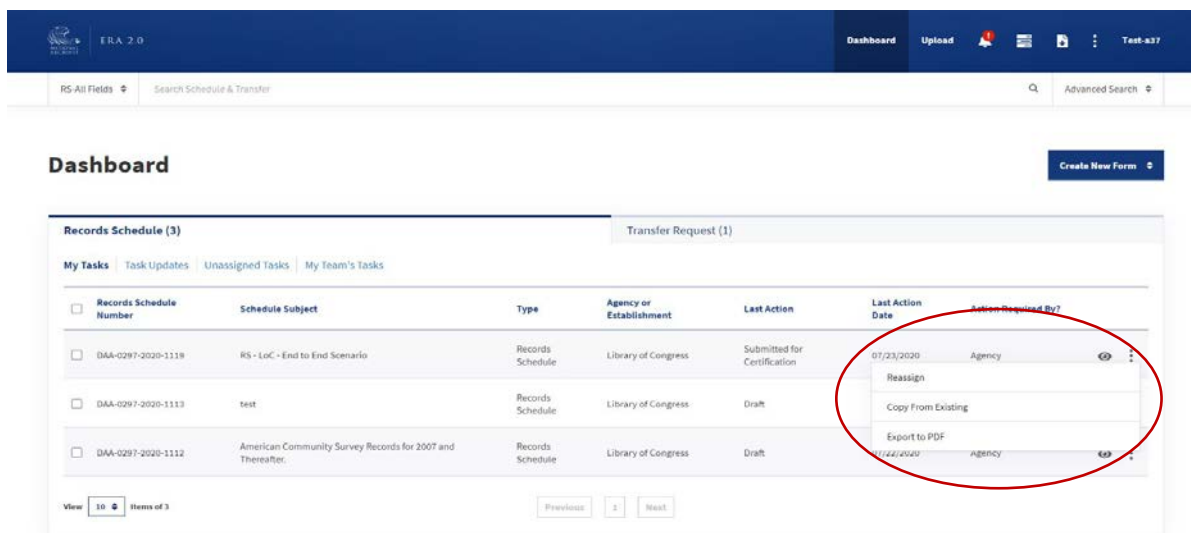 ERA 2.0
Dashboard Upload Test-a37
RS-All Fields Search Schedule & Transfer Advanced Search
Dashboard
Create New Form
Records Schedule (3) Transfer Request (1)
My Tasks Task Updates Unassigned Tasks My Team's Tasks
Records Schedule Number Schedule Subject Type Agency or Establishment Last Action Last Action Date Action Required By?
DAA-0297-2020-1119 RS - LoC - End to End Scenario Records Schedule Library of Congress Submitted for Certification 07/23/2020 Agency
Reassign
DAA-0297-2020-1113 test Records Schedule Library of Congress Draft
Copy From Existing
Export to PDF
DAA-0297-2020-1112 American Community Survey Records for 2007 and Thereafter. Records Schedule Library of Congress Draft 07/22/2020 Agency
View 10 Items of 3 Previous 1 Next